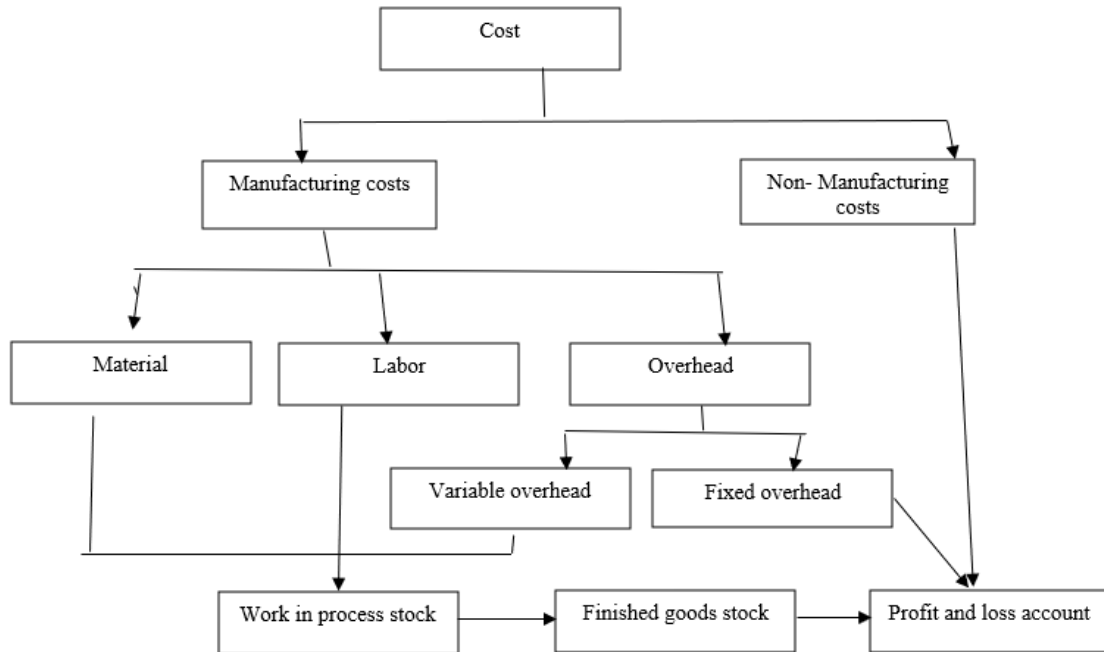 Cost
Manufacturing costs
Non- Manufacturing
costs
Material
Labor
Overhead
Variable overhead
Fixed overhead
Work in process stock
Finished goods stock
Profit and loss account